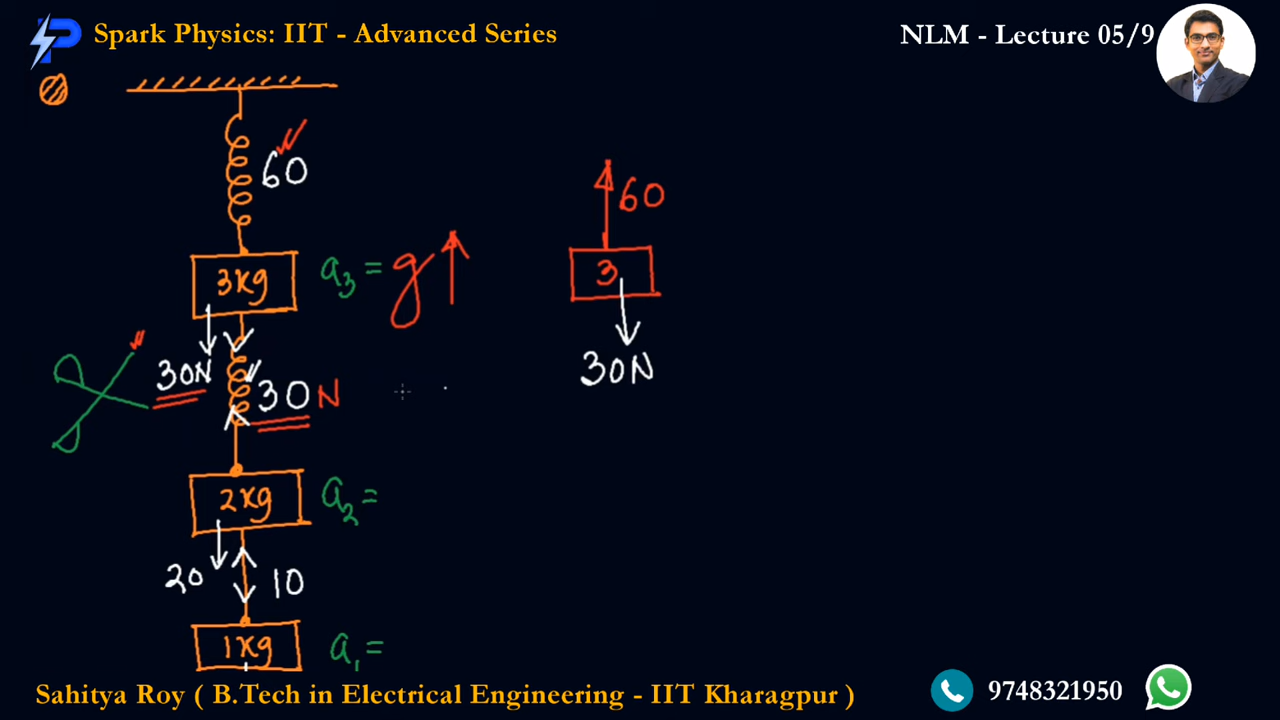 Spark Physics: IIT - Advanced Series
NLM - Lecture 05/9
60
60
3kg
a3 = g
3
30N
30N
30N
2kg
a2 =
20
10
1kg
a1 =
Sahitya Roy ( B.Tech in Electrical Engineering - IIT Kharagpur )
9748321950